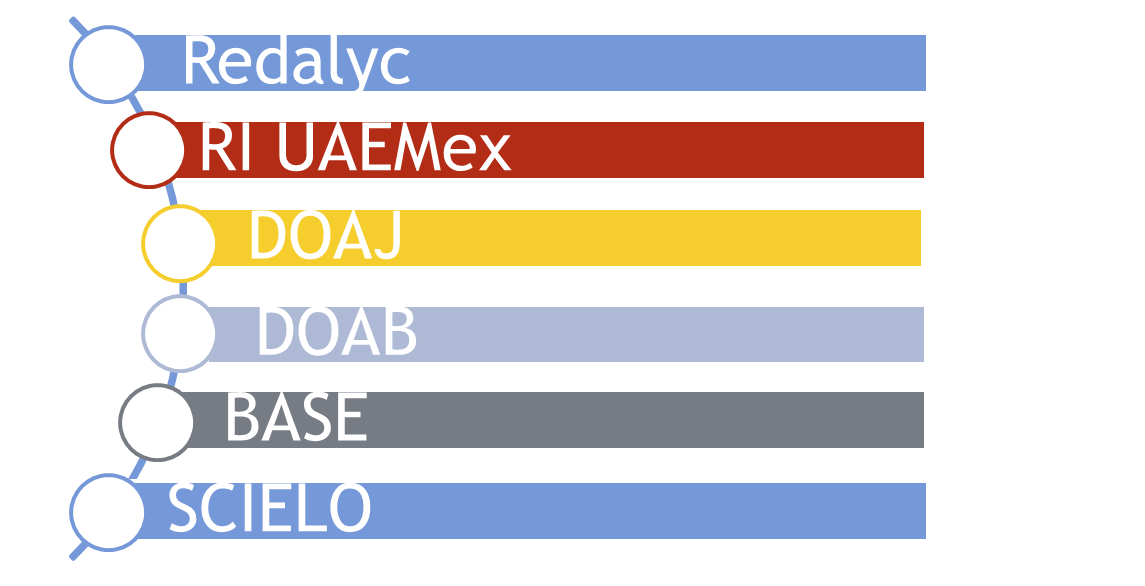 Redalyc
RI UAEMex
DOAJ
DOAB
BASE
SCIELO